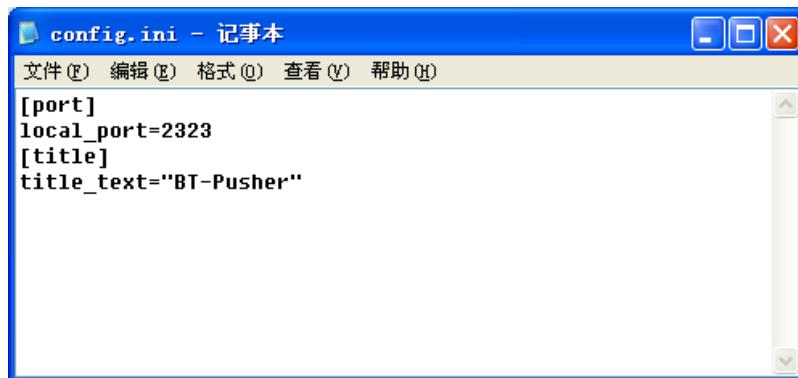 config.ini - 记事本
文件(F) 编辑(E) 格式(O) 查看(V) 帮助(H)
[port]
local_port=2323
[title]
title_text="BT-Pusher"